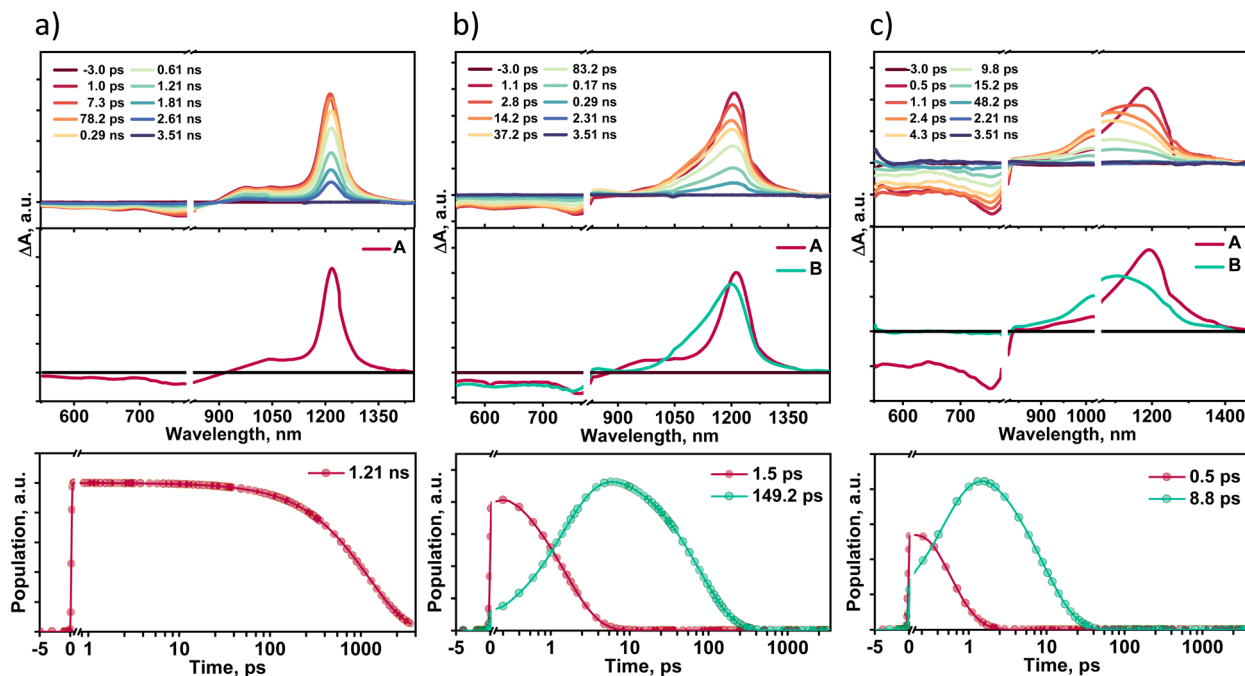 a)
b)
c)
-3.0 ps 0.61 ns
1.0 ps 1.21 ns
7.3 ps 1.81 ns
78.2 ps 2.61 ns
0.29 ns 3.51 ns
-3.0 ps 83.2 ps
1.1 ps 0.17 ns
2.8 ps 0.29 ns
14.2 ps 2.31 ns
37.2 ps 3.51 ns
-3.0 ps 9.8 ps
0.5 ps 15.2 ps
1.1 ps 48.2 ps
2.4 ps 2.21 ns
4.3 ps 3.51 ns
ΔA, a.u.
ΔA, a.u.
ΔA, a.u.
A
A
B
A
B
550 700 900 1050 1200 1350
Wavelength, nm
550 700 900 1050 1200 1350
Wavelength, nm
600 700 900 1000 1200 1400
Wavelength, nm
1.21 ns
1.5 ps
149.2 ps
0.5 ps
8.8 ps
Population, a.u.
Population, a.u.
Population, a.u.
-5 0 1 10 100 1000
Time, ps
-5 0 1 10 100 1000
Time, ps
-5 0 1 10 100 1000
Time, ps